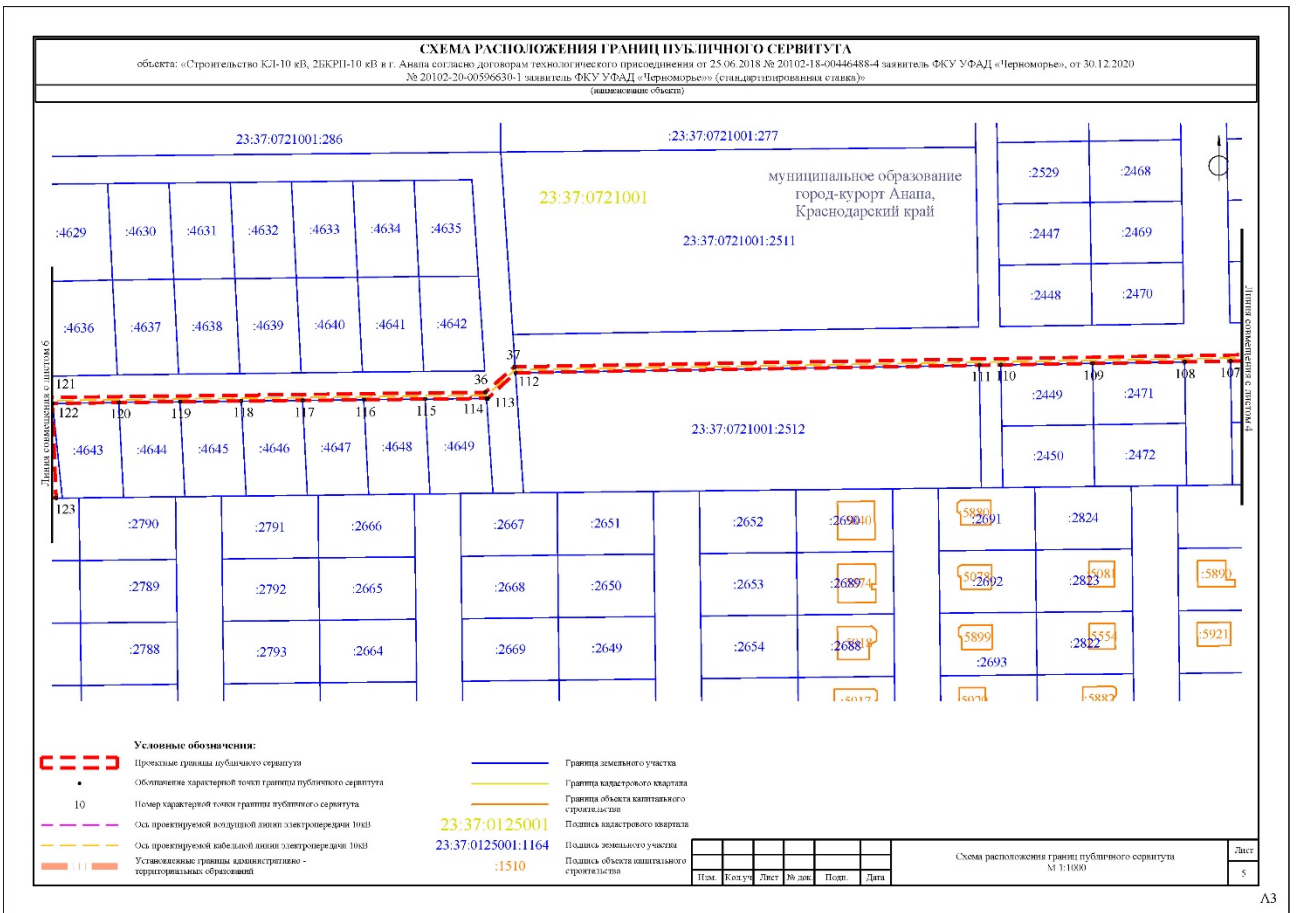 СХЕМА РАСПОЛОЖЕНИЯ ГРАНИЦ ПУБЛИЧНОГО СЕРВИТУТА
объекта: «Строительство КЛ-10 кВ, 2БКРП-10 кВ в г. Анапа согласно договорам технологического присоединения от 25.06.2018 № 20102-18-00446488-4 заявитель ФКУ УФАД «Черноморье», от 30.12.2020
№ 20102-20-00596630-1 заявитель ФКУ УФАД «Черноморье»» (стандартизированная ставка)»
(наименование объекта)
23:37:0721001:286
:23:37:0721001:277
23:37:0721001
муниципальное образование
город-курорт Анапа,
Краснодарский край
:2529 :2468
:4629 :4630 :4631 :4632 :4633 :4634 :4635
23:37:0721001:2511
:2447 :2469
:2448 :2470
:4636 :4637 :4638 :4639 :4640 :4641 :4642
Линия совмещения с листом 6
Линия совмещения с листом 4
37
121 36 112 111 110 109 108 107
122 120 119 118 117 116 115 114 113
:2449 :2471
23:37:0721001:2512
:4643 :4644 :4645 :4646 :4647 :4648 :4649
:2450 :2472
123
:2790 :2791 :2666 :2667 :2651 :2652 :2690 :5880 :2691 :2824
:2789 :2792 :2665 :2668 :2650 :2653 :2689 :5078 :2692 :2823 :5081 :5890
:2788 :2793 :2664 :2669 :2649 :2654 :2688 :5918 :5899 :2822 :5554 :5921
:2693
:5917 :5920 :5882
Условные обозначения:
Проектные границы публичного сервитута
Обозначение характерной точки границы публичного сервитута
10 Номер характерной точки границы публичного сервитута
Ось проектируемой воздушной линии электропередачи 10кВ
Ось проектируемой кабельной линии электропередачи 10кВ
Установленные границы административно -
территориальных образований
Граница земельного участка
Граница кадастрового квартала
Граница объекта капитального
строительства
23:37:0125001 Подпись кадастрового квартала
23:37:0125001:1164 Подпись земельного участка
:1510 Подпись объекта капитального
строительства
Изм. Кол.уч Лист № док. Подп. Дата
Схема расположения границ публичного сервитута
М 1:1000
Лист
5
А3